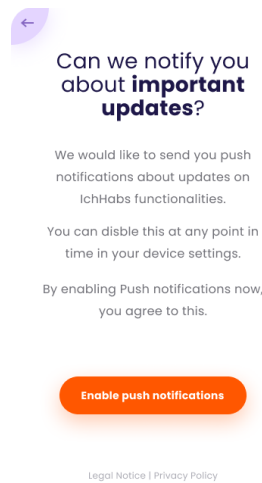 Can we notify you
about important
updates?
We would like to send you push
notifications about updates on
IchHabs functionalities.
You can disble this at any point in
time in your device settings.
By enabling Push notifications now,
you agree to this.
Enable push notifications
Legal Notice | Privacy Policy